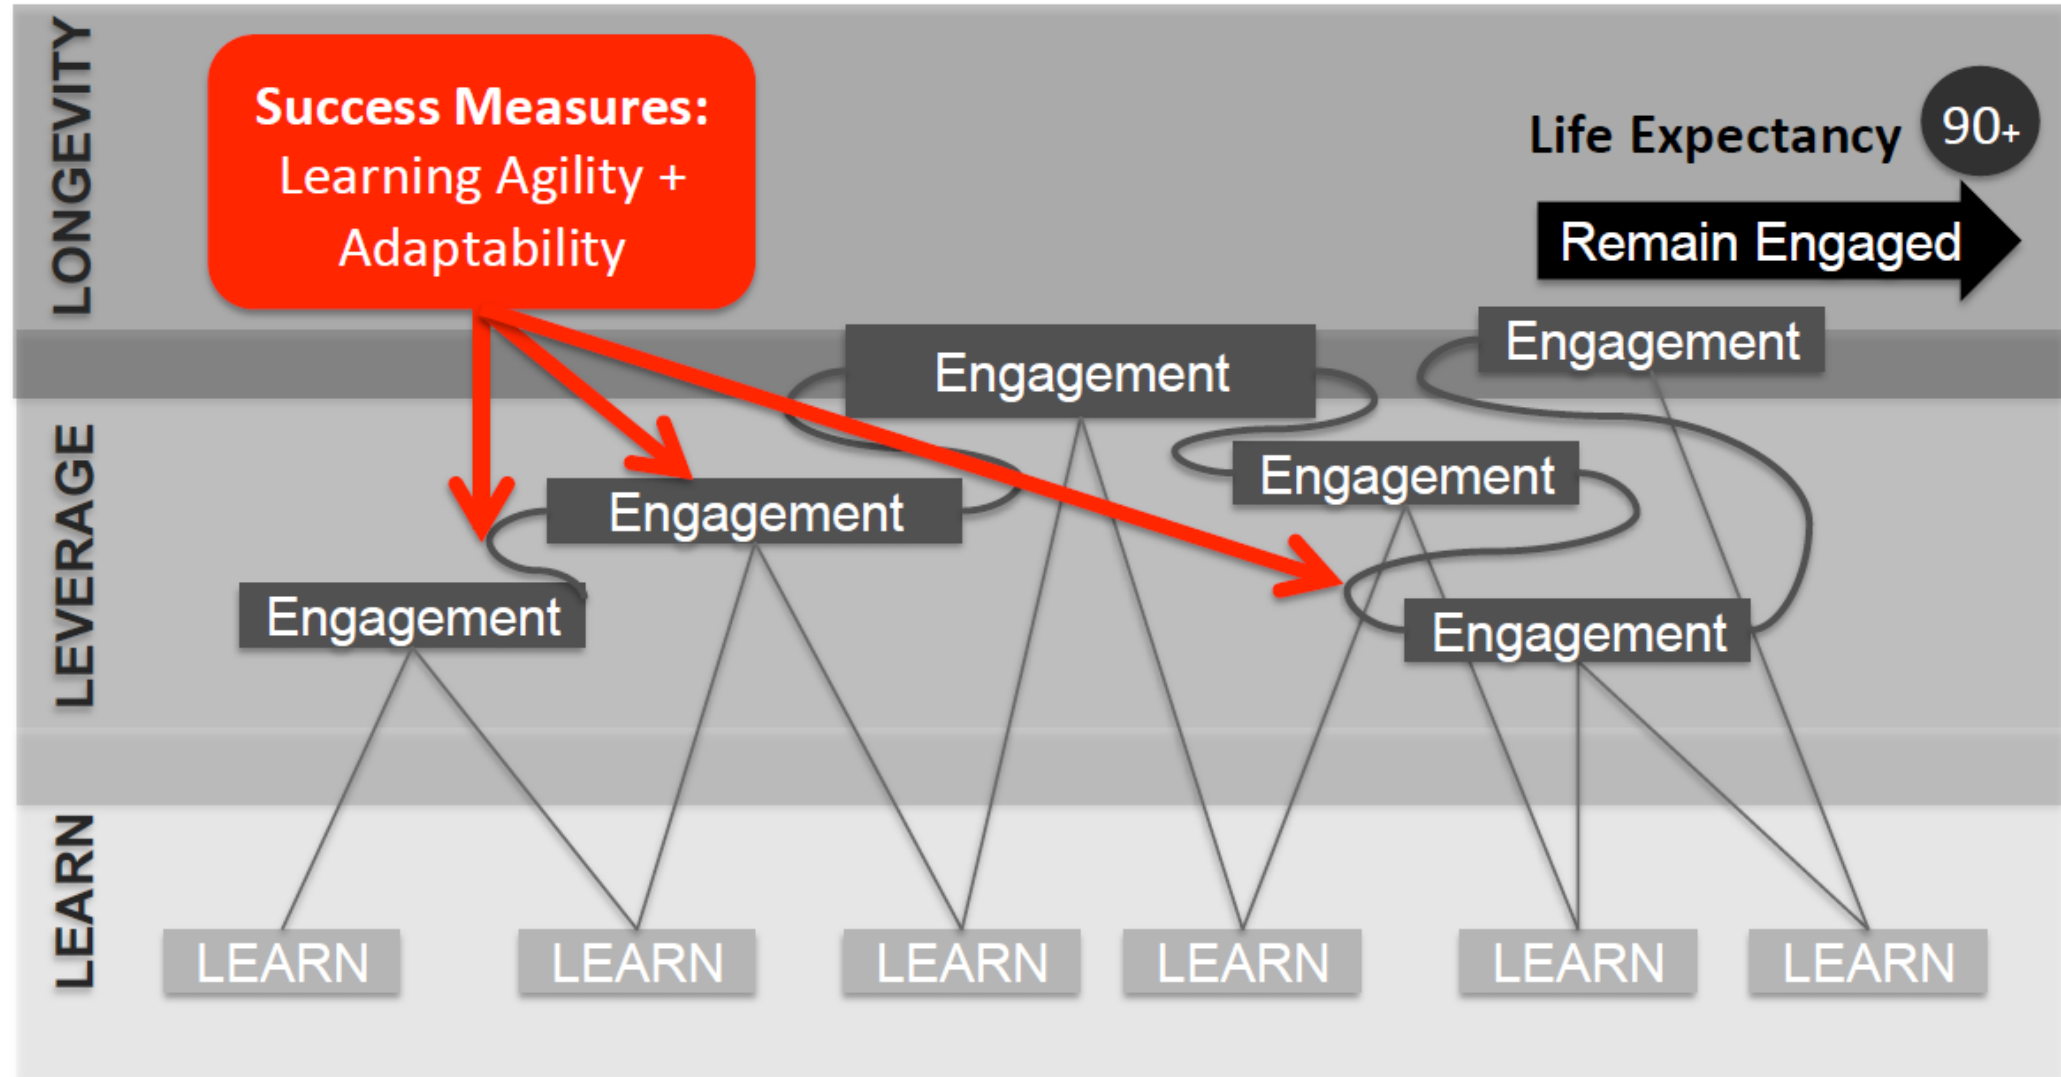 LONGEVITY
Success Measures:
Learning Agility +
Adaptability
Life Expectancy
90+
Remain Engaged
Engagement
Engagement
LEVERAGE
Engagement
Engagement
Engagement
Engagement
LEARN
LEARN
LEARN
LEARN
LEARN
LEARN
LEARN